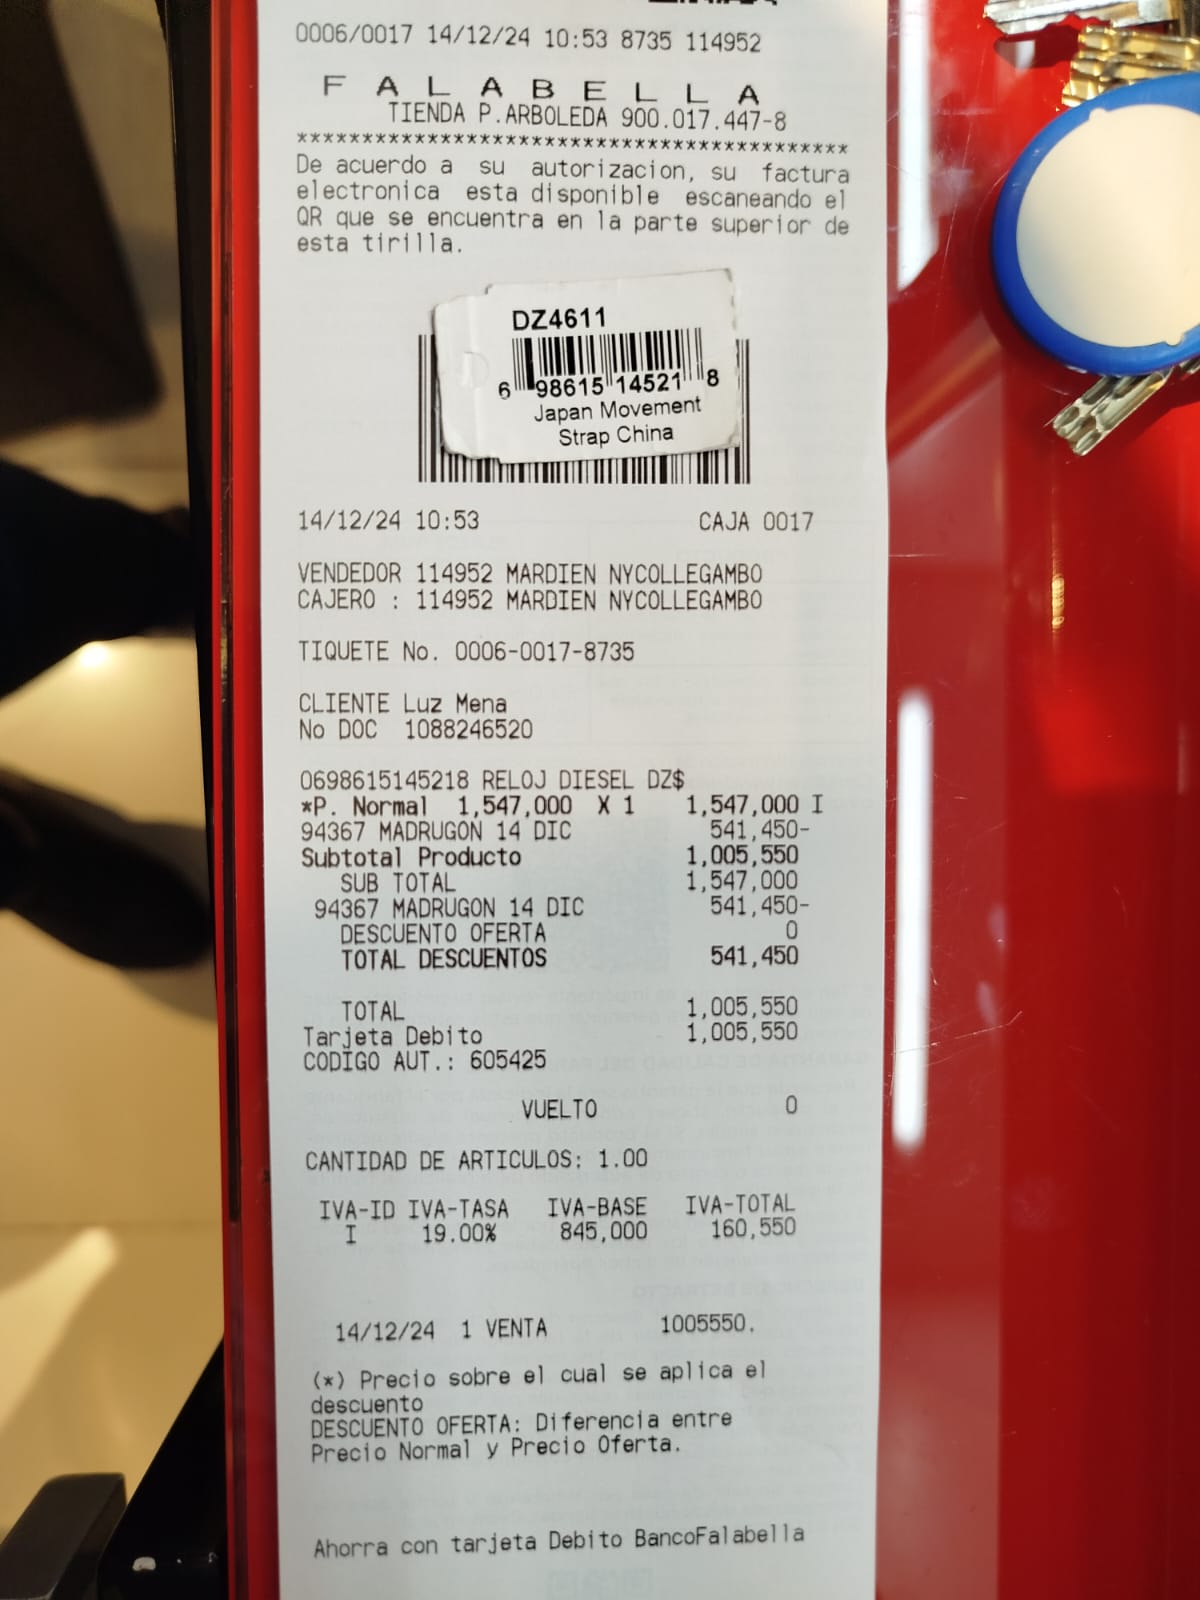 0006/0017 14/12/24 10:53 8735 114952
F A L A B E L L A
TIENDA P.ARBOLEDA 900.017.447-8
******************************************
De acuerdo a su autorizacion, su factura
electronica esta disponible escaneando el
QR que se encuentra en la parte superior de
esta tirilla.
DZ4611
6 98615 14521 8
Japan Movement
Strap China
14/12/24 10:53 CAJA 0017
VENDEDOR 114952 MARDIEN NYCOLLEGAMBO
CAJERO : 114952 MARDIEN NYCOLLEGAMBO
TIQUETE No. 0006-0017-8735
CLIENTE Luz Mena
No DOC 1088246520
0698615145218 RELOJ DIESEL DZ$
*P. Normal 1,547,000 X 1 1,547,000 I
94367 MADRUGON 14 DIC 541,450-
Subtotal Producto 1,005,550
SUB TOTAL 1,547,000
94367 MADRUGON 14 DIC 541,450-
DESCUENTO OFERTA 0
TOTAL DESCUENTOS 541,450
TOTAL 1,005,550
Tarjeta Debito 1,005,550
CODIGO AUT.: 605425
VUELTO 0
CANTIDAD DE ARTICULOS: 1.00
IVA-ID IVA-TASA IVA-BASE IVA-TOTAL
I 19.00% 845,000 160,550
14/12/24 1 VENTA 1005550.
(*) Precio sobre el cual se aplica el
descuento
DESCUENTO OFERTA: Diferencia entre
Precio Normal y Precio Oferta.
Ahorra con tarjeta Debito BancoFalabella